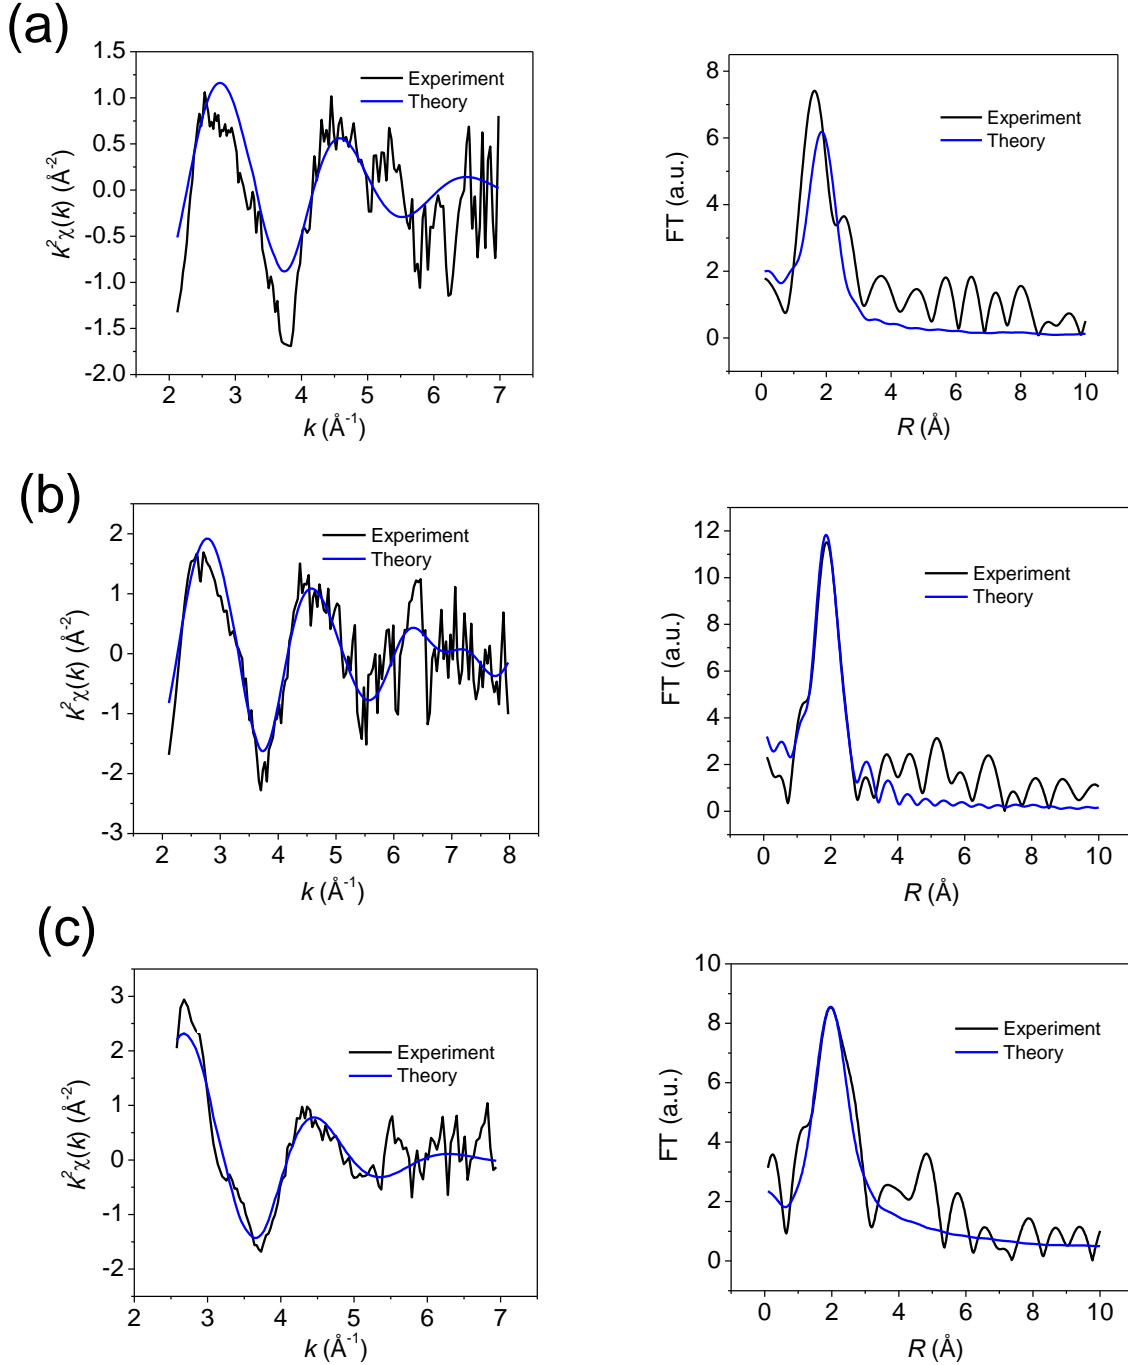 (a)
1.5
1.0
0.5
0.0
-0.5
-1.0
-1.5
-2.0
k²χ(k) (Å⁻²)
Experiment
Theory
2 3 4 5 6 7
k (Å⁻¹)
8
6
4
2
0
FT (a.u.)
Experiment
Theory
0 2 4 6 8 10
R (Å)
(b)
2
1
0
-1
-2
-3
k²χ(k) (Å⁻²)
Experiment
Theory
2 3 4 5 6 7 8
k (Å⁻¹)
12
10
8
6
4
2
0
FT (a.u.)
Experiment
Theory
0 2 4 6 8 10
R (Å)
(c)
3
2
1
0
-1
-2
k²χ(k) (Å⁻²)
Experiment
Theory
2 3 4 5 6 7
k (Å⁻¹)
10
8
6
4
2
0
FT (a.u.)
Experiment
Theory
0 2 4 6 8 10
R (Å)